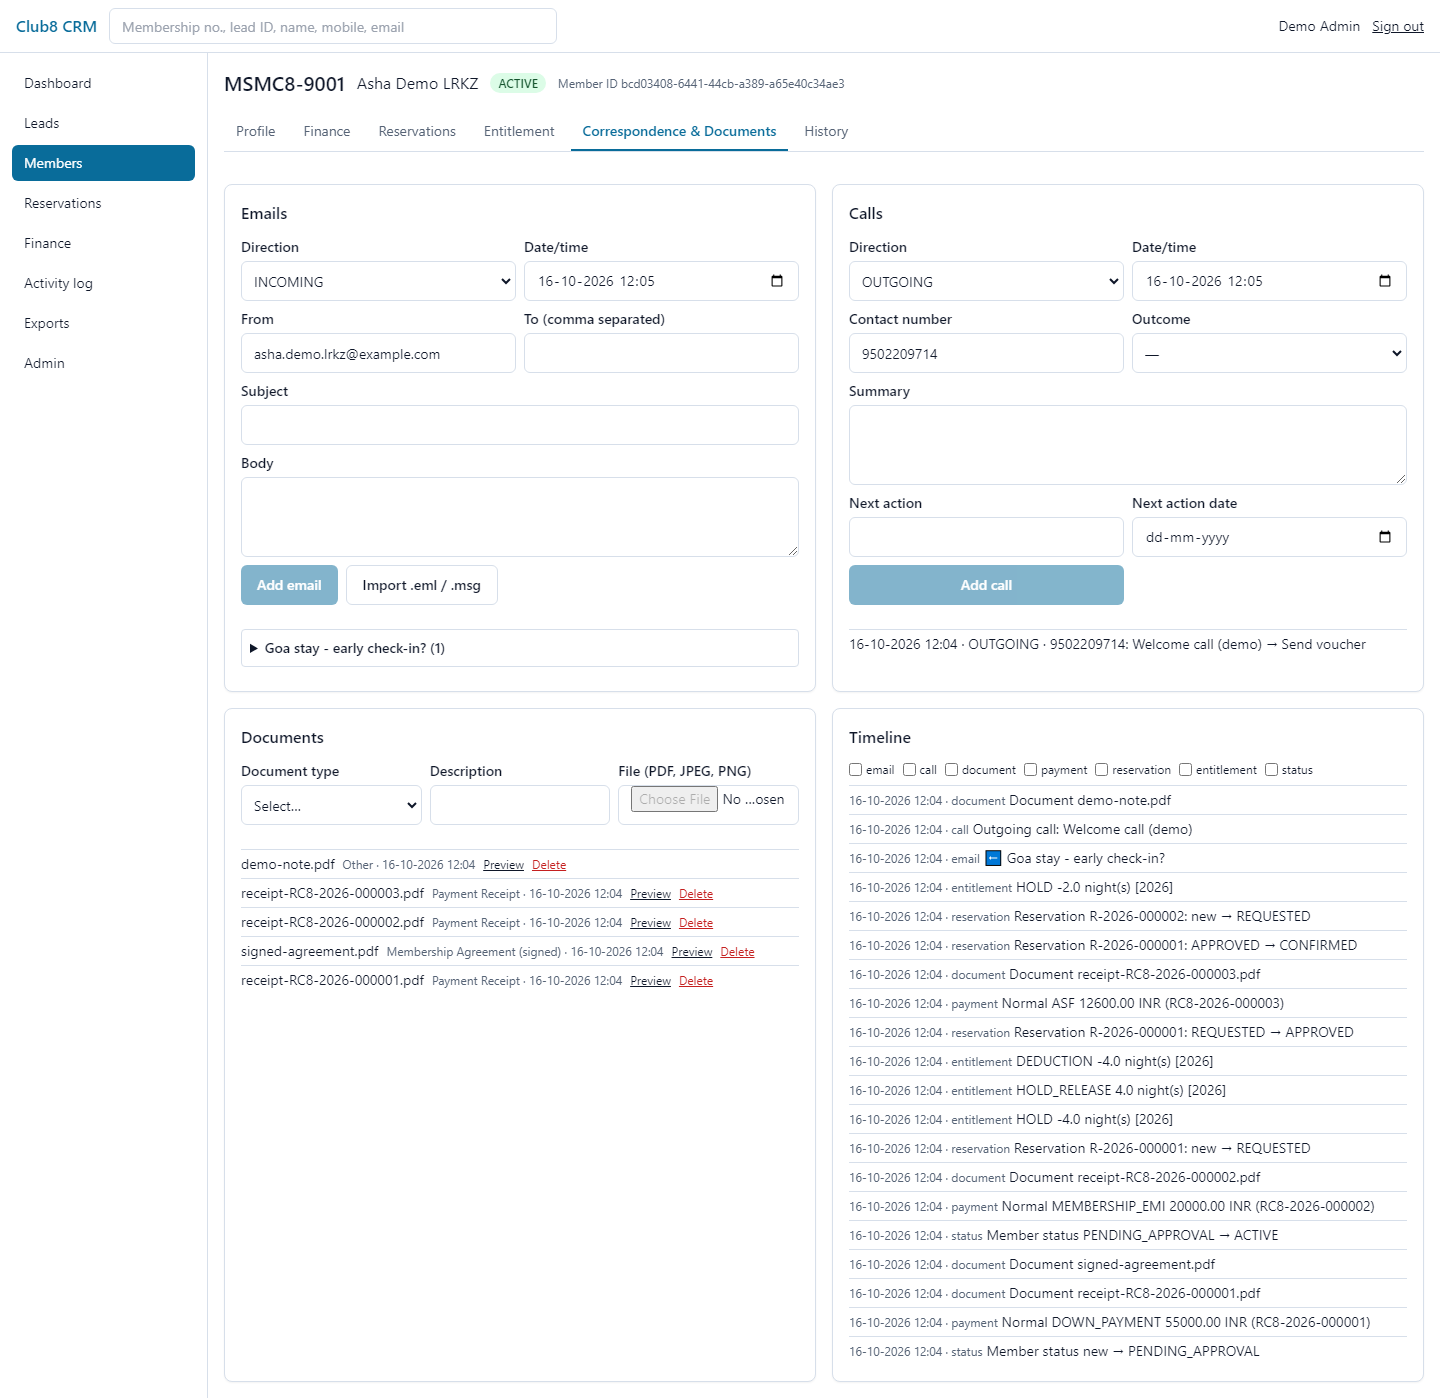 Club8 CRM
Membership no., lead ID, name, mobile, email
Demo Admin Sign out
Dashboard
Leads
Members
Reservations
Finance
Activity log
Exports
Admin
MSMC8-9001 Asha Demo LRKZ ACTIVE Member ID bcd03408-6441-44cb-a389-a65e40c34ae3
Profile Finance Reservations Entitlement Correspondence & Documents History
Emails
Direction Date/time
INCOMING 16-10-2026 12:05
From To (comma separated)
asha.demo.lrkz@example.com
Subject
Body
Add email Import .eml / .msg
▶ Goa stay - early check-in? (1)
Calls
Direction Date/time
OUTGOING 16-10-2026 12:05
Contact number Outcome
9502209714 —
Summary
Next action Next action date
dd-mm-yyyy
Add call
16-10-2026 12:04 · OUTGOING · 9502209714: Welcome call (demo) → Send voucher
Documents
Document type Description File (PDF, JPEG, PNG)
Select... Choose File No ...osen
demo-note.pdf Other · 16-10-2026 12:04 Preview Delete
receipt-RC8-2026-000003.pdf Payment Receipt · 16-10-2026 12:04 Preview Delete
receipt-RC8-2026-000002.pdf Payment Receipt · 16-10-2026 12:04 Preview Delete
signed-agreement.pdf Membership Agreement (signed) · 16-10-2026 12:04 Preview Delete
receipt-RC8-2026-000001.pdf Payment Receipt · 16-10-2026 12:04 Preview Delete
Timeline
email call document payment reservation entitlement status
16-10-2026 12:04 · document Document demo-note.pdf
16-10-2026 12:04 · call Outgoing call: Welcome call (demo)
16-10-2026 12:04 · email ⬅ Goa stay - early check-in?
16-10-2026 12:04 · entitlement HOLD -2.0 night(s) [2026]
16-10-2026 12:04 · reservation Reservation R-2026-000002: new → REQUESTED
16-10-2026 12:04 · reservation Reservation R-2026-000001: APPROVED → CONFIRMED
16-10-2026 12:04 · document Document receipt-RC8-2026-000003.pdf
16-10-2026 12:04 · payment Normal ASF 12600.00 INR (RC8-2026-000003)
16-10-2026 12:04 · reservation Reservation R-2026-000001: REQUESTED → APPROVED
16-10-2026 12:04 · entitlement DEDUCTION -4.0 night(s) [2026]
16-10-2026 12:04 · entitlement HOLD_RELEASE 4.0 night(s) [2026]
16-10-2026 12:04 · entitlement HOLD -4.0 night(s) [2026]
16-10-2026 12:04 · reservation Reservation R-2026-000001: new → REQUESTED
16-10-2026 12:04 · document Document receipt-RC8-2026-000002.pdf
16-10-2026 12:04 · payment Normal MEMBERSHIP_EMI 20000.00 INR (RC8-2026-000002)
16-10-2026 12:04 · status Member status PENDING_APPROVAL → ACTIVE
16-10-2026 12:04 · document Document signed-agreement.pdf
16-10-2026 12:04 · document Document receipt-RC8-2026-000001.pdf
16-10-2026 12:04 · payment Normal DOWN_PAYMENT 55000.00 INR (RC8-2026-000001)
16-10-2026 12:04 · status Member status new → PENDING_APPROVAL